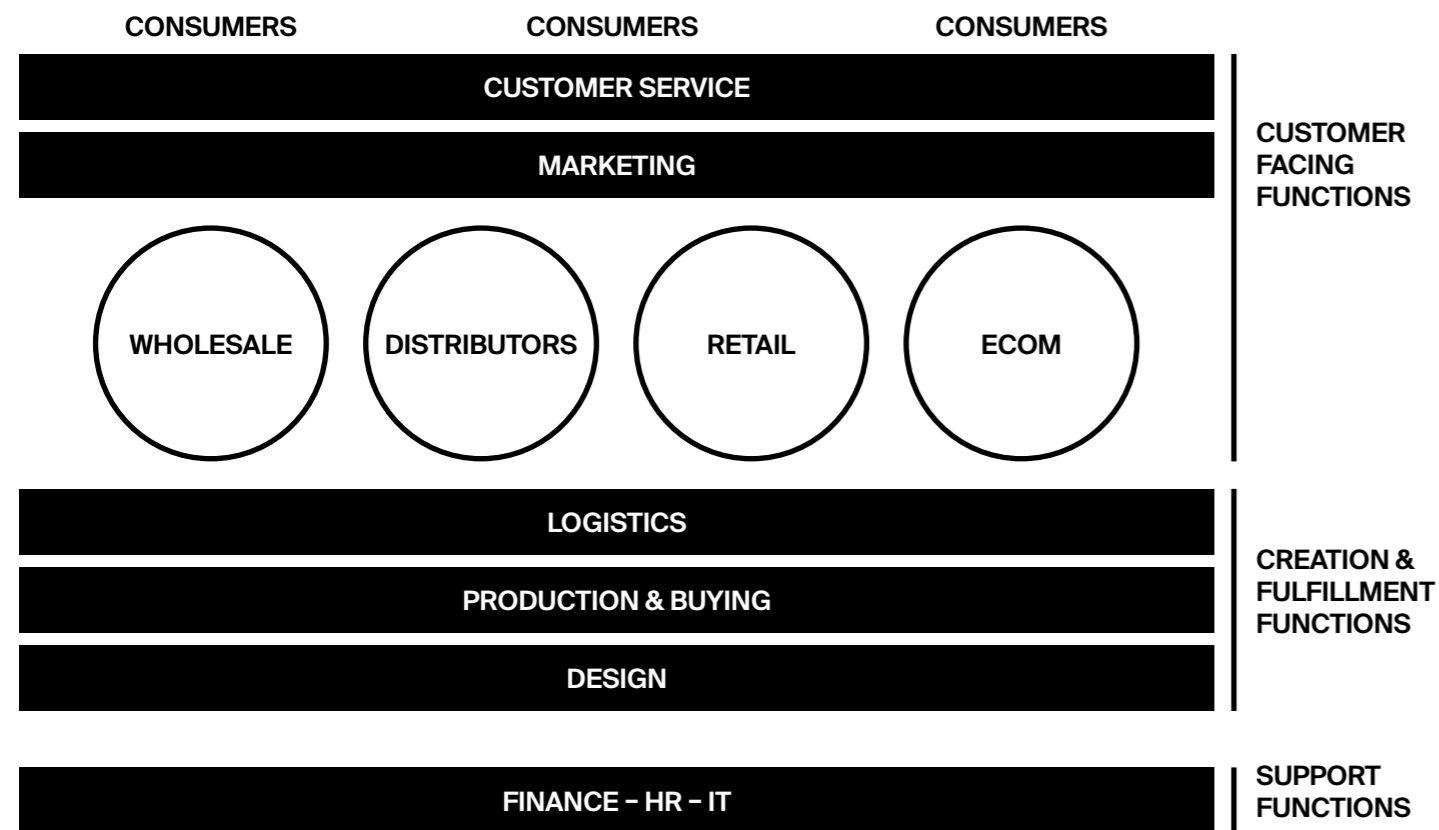 CONSUMERS CONSUMERS CONSUMERS
CUSTOMER SERVICE
MARKETING
CUSTOMER
FACING
FUNCTIONS
WHOLESALE
DISTRIBUTORS
RETAIL
ECOM
LOGISTICS
PRODUCTION & BUYING
DESIGN
CREATION &
FULFILLMENT
FUNCTIONS
FINANCE – HR – IT
SUPPORT
FUNCTIONS